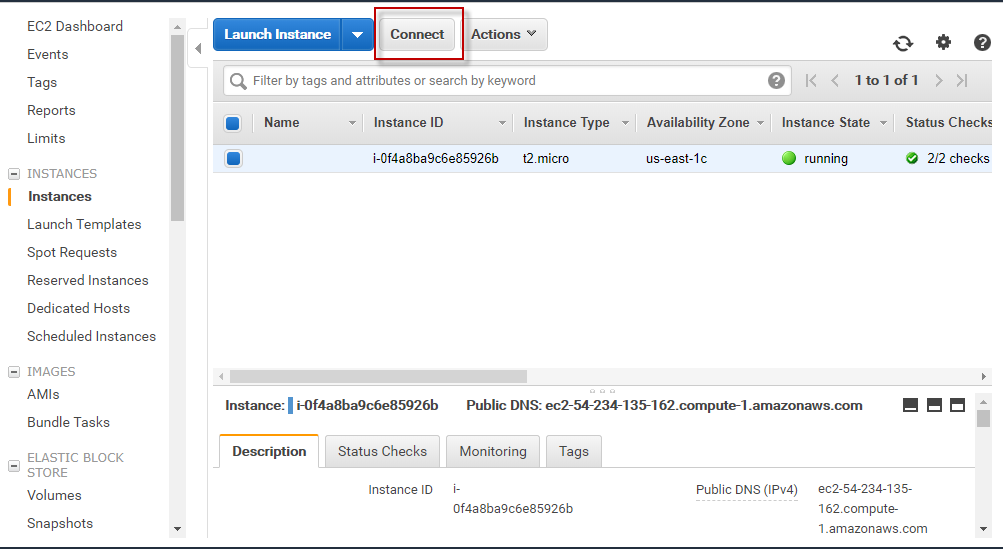 EC2 Dashboard
Events
Tags
Reports
Limits
INSTANCES
Instances
Launch Templates
Spot Requests
Reserved Instances
Dedicated Hosts
Scheduled Instances
IMAGES
AMIs
Bundle Tasks
ELASTIC BLOCK
STORE
Volumes
Snapshots
Launch Instance Connect Actions
Filter by tags and attributes or search by keyword 1 to 1 of 1
Name Instance ID Instance Type Availability Zone Instance State Status Checks
i-0f4a8ba9c6e85926b t2.micro us-east-1c running 2/2 checks
Instance: i-0f4a8ba9c6e85926b Public DNS: ec2-54-234-135-162.compute-1.amazonaws.com
Description Status Checks Monitoring Tags
Instance ID i- Public DNS (IPv4) ec2-54-234-135-
0f4a8ba9c6e85926b 162.compute-
1.amazonaws.com